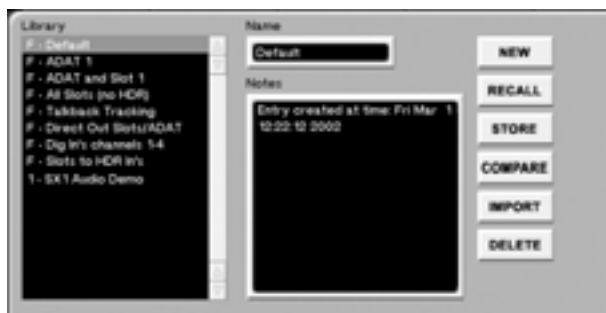 Library
F - Default
F - ADAT 1
F - ADAT and Slot 1
F - All Slots (no HDR)
F - Talkback Tracking
F - Direct Out Slots/ADAT
F - Dig In's channels 1-4
F - Slots to HDR In's
1 - SX1 Audio Demo
Name
Default
Notes
Entry created at time: Fri Mar 1
12:22:12 2002
NEW
RECALL
STORE
COMPARE
IMPORT
DELETE